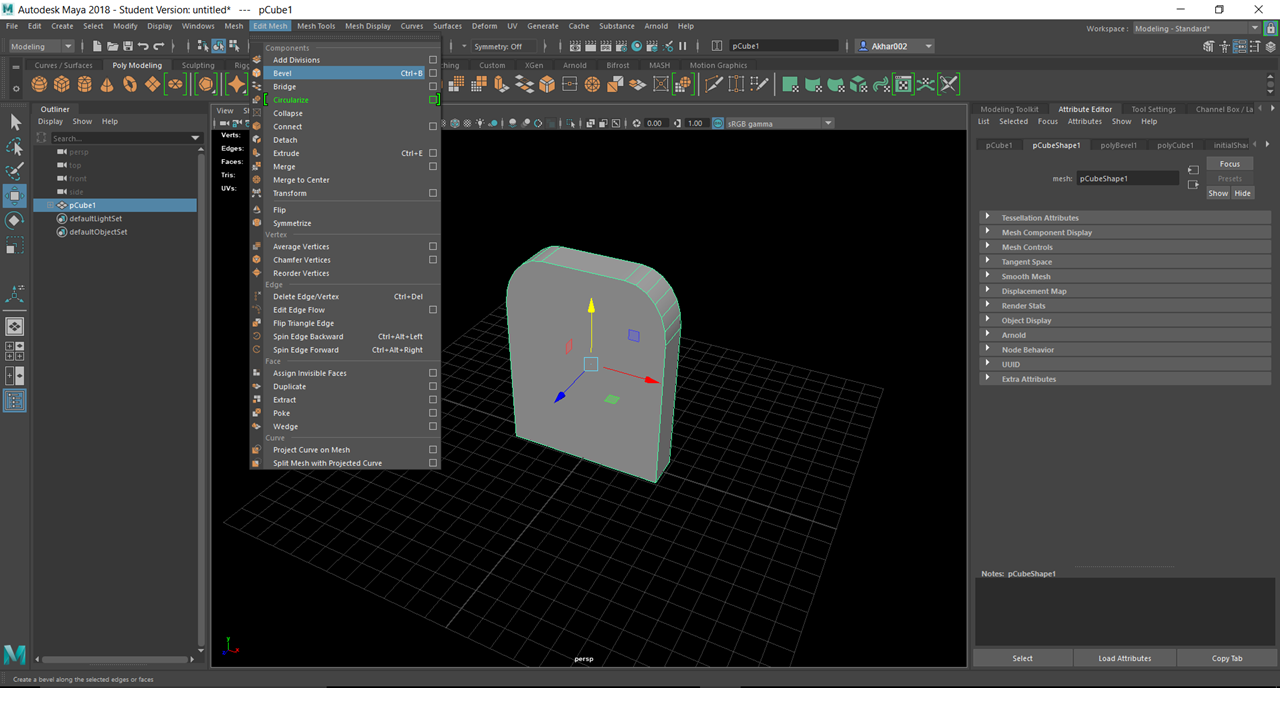 Autodesk Maya 2018 - Student Version: untitled*   ---   pCube1
File Edit Create Select Modify Display Windows Mesh Edit Mesh Mesh Tools Mesh Display Curves Surfaces Deform UV Generate Cache Substance Arnold Help
Workspace : Modeling - Standard*
Modeling
Symmetry: Off
pCube1
Akhar002
Curves / Surfaces Poly Modeling Sculpting Custom XGen Arnold Bifrost MASH Motion Graphics
Outliner
Display Show Help
Search...
persp
top
front
side
pCube1
defaultLightSet
defaultObjectSet
View
Verts:
Edges:
Faces:
Tris:
UVs:
Components
Add Divisions
Bevel Ctrl+B
Bridge
Circularize
Collapse
Connect
Detach
Extrude Ctrl+E
Merge
Merge to Center
Transform
Flip
Symmetrize
Vertex
Average Vertices
Chamfer Vertices
Reorder Vertices
Edge
Delete Edge/Vertex Ctrl+Del
Edit Edge Flow
Flip Triangle Edge
Spin Edge Backward Ctrl+Alt+Left
Spin Edge Forward Ctrl+Alt+Right
Face
Assign Invisible Faces
Duplicate
Extract
Poke
Wedge
Curve
Project Curve on Mesh
Split Mesh with Projected Curve
0.00 1.00 sRGB gamma
persp
Modeling Toolkit Attribute Editor Tool Settings Channel Box / La
List Selected Focus Attributes Show Help
pCube1 pCubeShape1 polyBevel1 polyCube1 initialShad
Focus
Presets
mesh: pCubeShape1
Show Hide
Tessellation Attributes
Mesh Component Display
Mesh Controls
Tangent Space
Smooth Mesh
Displacement Map
Render Stats
Object Display
Arnold
Node Behavior
UUID
Extra Attributes
Notes: pCubeShape1
Select Load Attributes Copy Tab
Create a bevel along the selected edges or faces